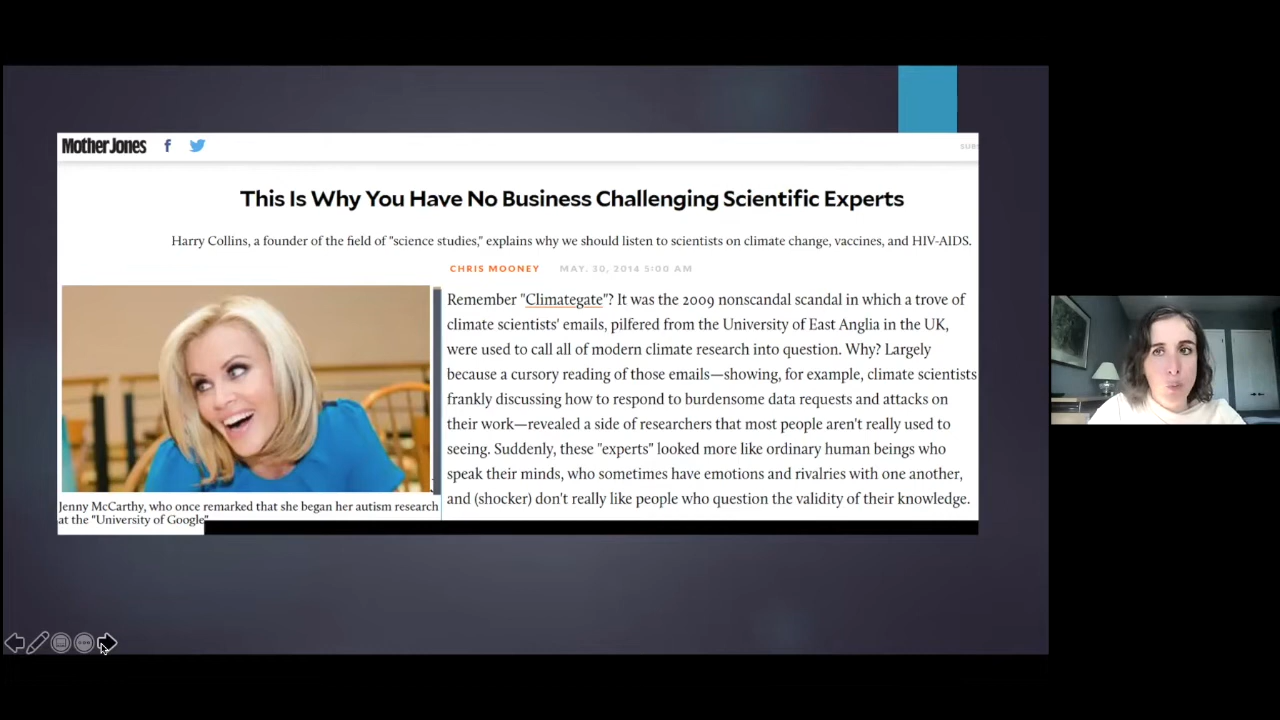 MotherJones
SUBS
This Is Why You Have No Business Challenging Scientific Experts
Harry Collins, a founder of the field of "science studies," explains why we should listen to scientists on climate change, vaccines, and HIV-AIDS.
CHRIS MOONEY MAY. 30, 2014 5:00 AM
Remember "Climategate"? It was the 2009 nonscandal scandal in which a trove of
climate scientists' emails, pilfered from the University of East Anglia in the UK,
were used to call all of modern climate research into question. Why? Largely
because a cursory reading of those emails—showing, for example, climate scientists
frankly discussing how to respond to burdensome data requests and attacks on
their work—revealed a side of researchers that most people aren't really used to
seeing. Suddenly, these "experts" looked more like ordinary human beings who
speak their minds, who sometimes have emotions and rivalries with one another,
and (shocker) don't really like people who question the validity of their knowledge.
Jenny McCarthy, who once remarked that she began her autism research
at the "University of Google"